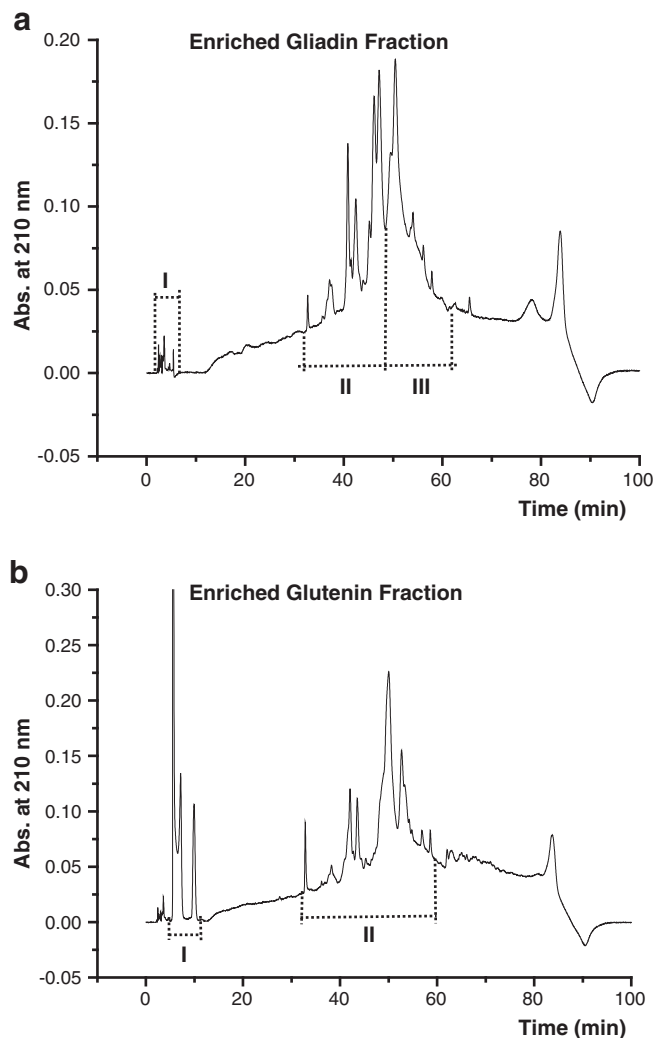 a
Enriched Gliadin Fraction
0.20
0.15
0.10
0.05
0.00
-0.05
Abs. at 210 nm
I
II
III
0
20
40
60
80
100
Time (min)
b
Enriched Glutenin Fraction
0.30
0.25
0.20
0.15
0.10
0.05
0.00
-0.05
Abs. at 210 nm
I
II
0
20
40
60
80
100
Time (min)